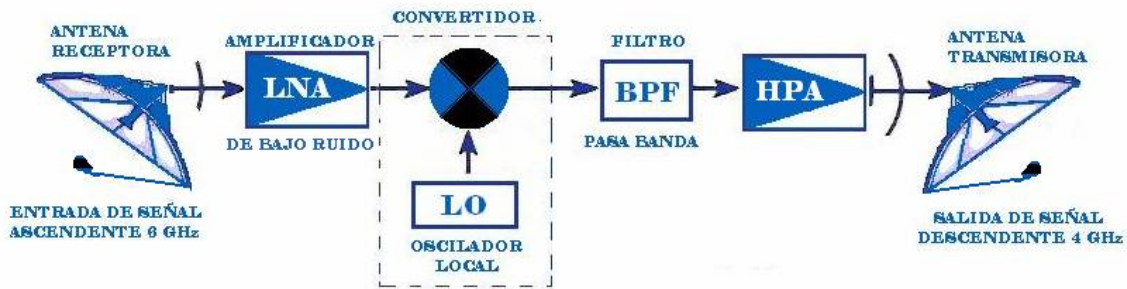 ANTENA
RECEPTORA
AMPLIFICADOR
LNA
DE BAJO RUIDO
CONVERTIDOR
LO
OSCILADOR
LOCAL
FILTRO
BPF
PASA BANDA
HPA
ANTENA
TRANSMISORA
ENTRADA DE SEÑAL
ASCENDENTE 6 GHz
SALIDA DE SEÑAL
DESCENDENTE 4 GHz